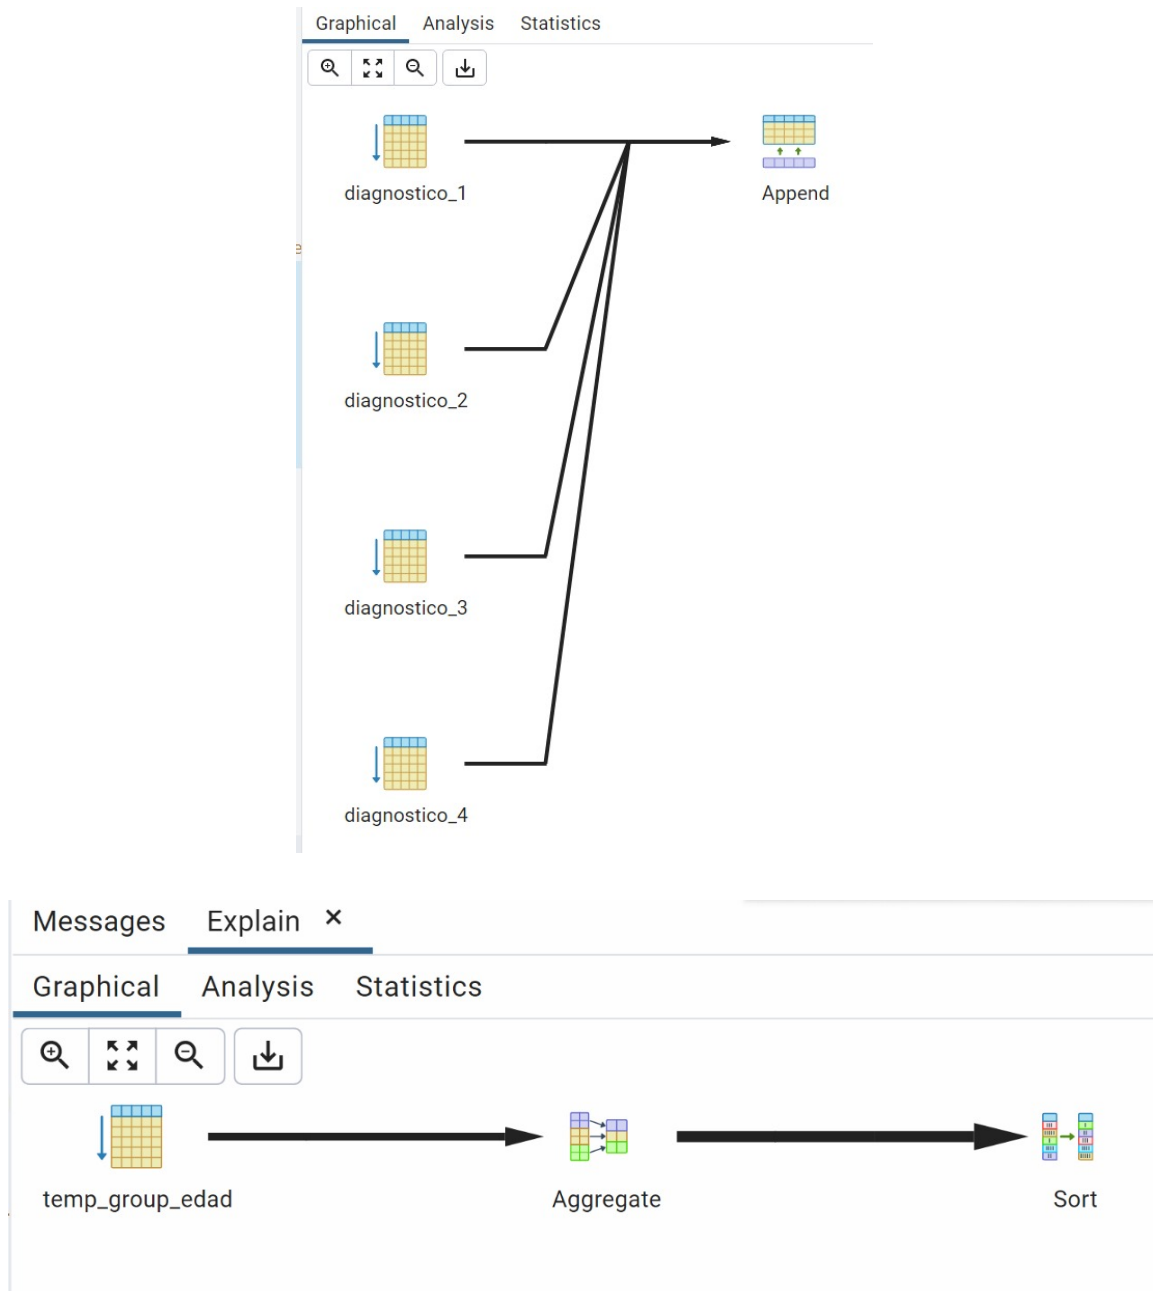 Graphical Analysis Statistics
diagnostico_1
Append
e
diagnostico_2
diagnostico_3
diagnostico_4
Messages Explain ×
Graphical Analysis Statistics
temp_group_edad
Aggregate
Sort